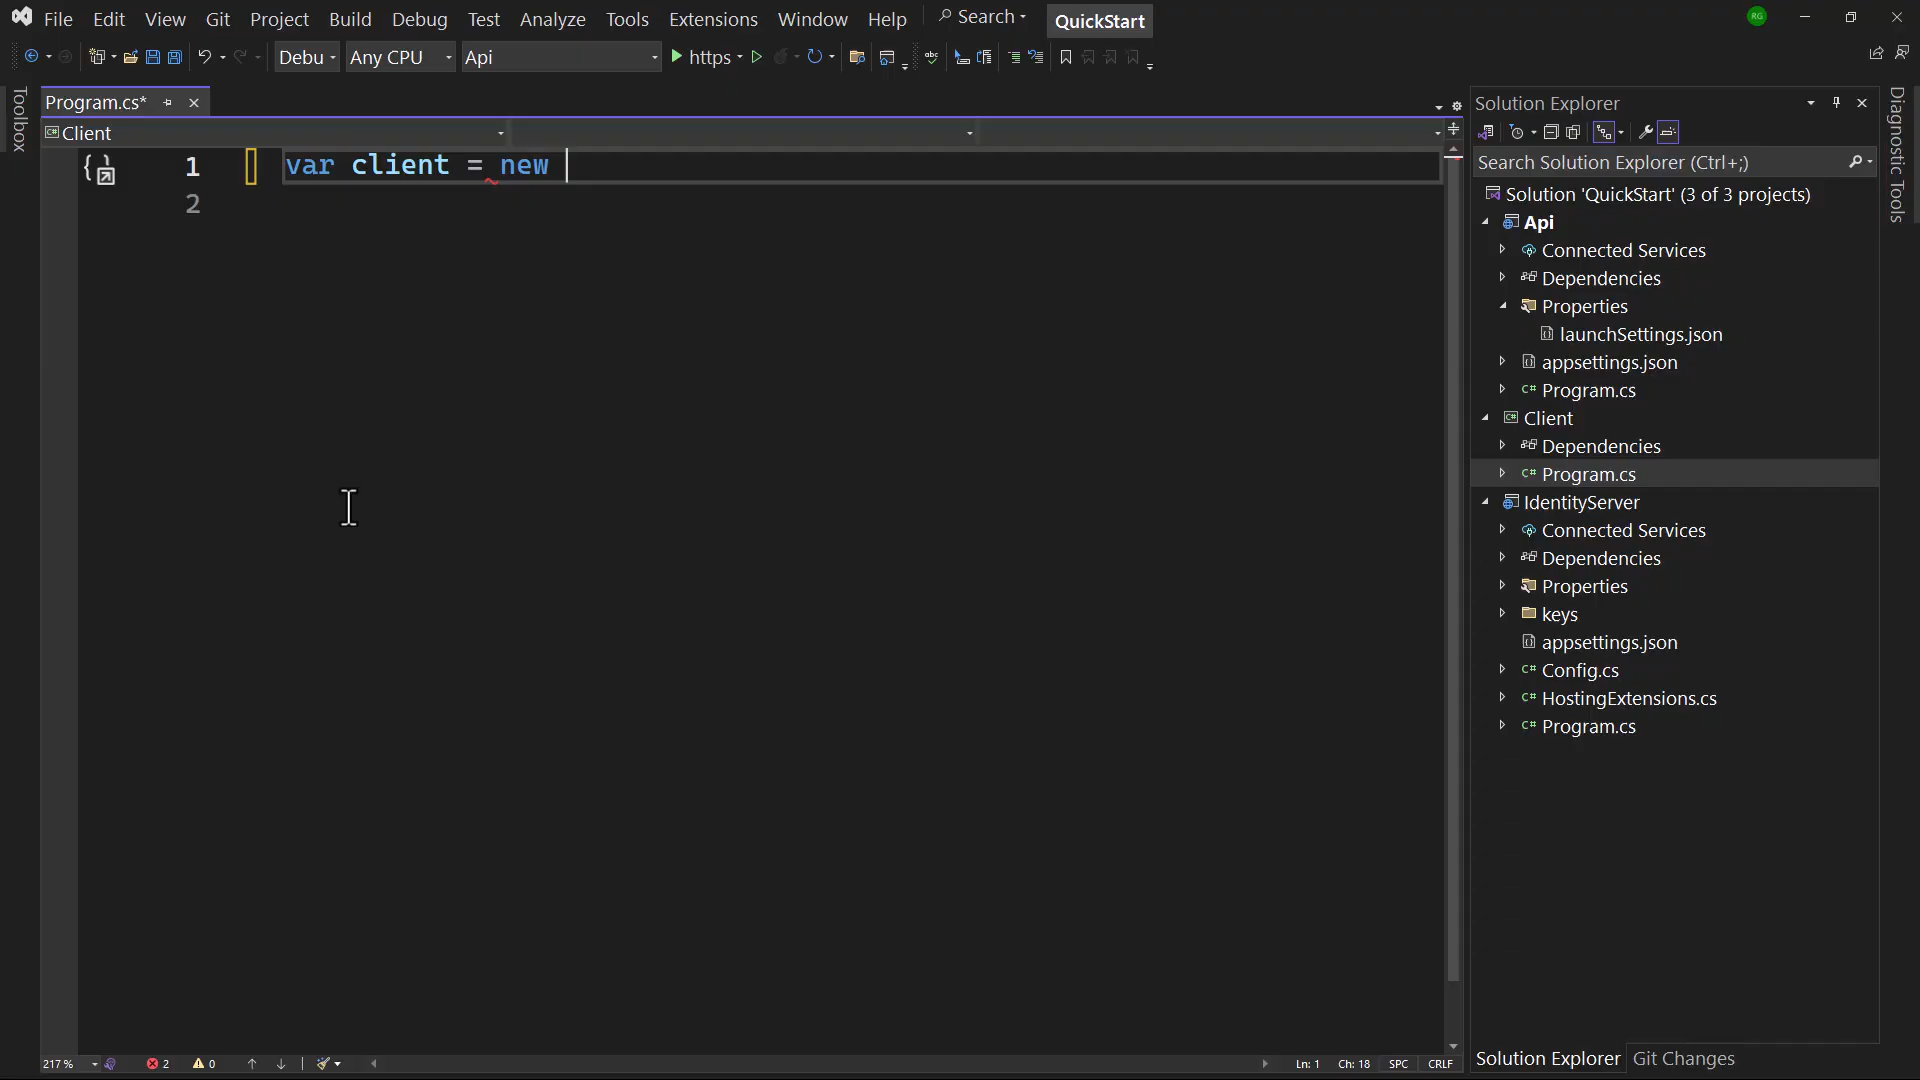 File Edit View Git Project Build Debug Test Analyze Tools Extensions Window Help Search QuickStart RG
Debu Any CPU Api https
Toolbox
Program.cs*
Client
1 var client = new
2
Solution Explorer
Search Solution Explorer (Ctrl+;)
Solution 'QuickStart' (3 of 3 projects)
Api
Connected Services
Dependencies
Properties
launchSettings.json
appsettings.json
C# Program.cs
Client
Dependencies
C# Program.cs
IdentityServer
Connected Services
Dependencies
Properties
keys
appsettings.json
C# Config.cs
C# HostingExtensions.cs
C# Program.cs
Diagnostic Tools
217 % 2 0 Ln: 1 Ch: 18 SPC CRLF
Solution Explorer Git Changes